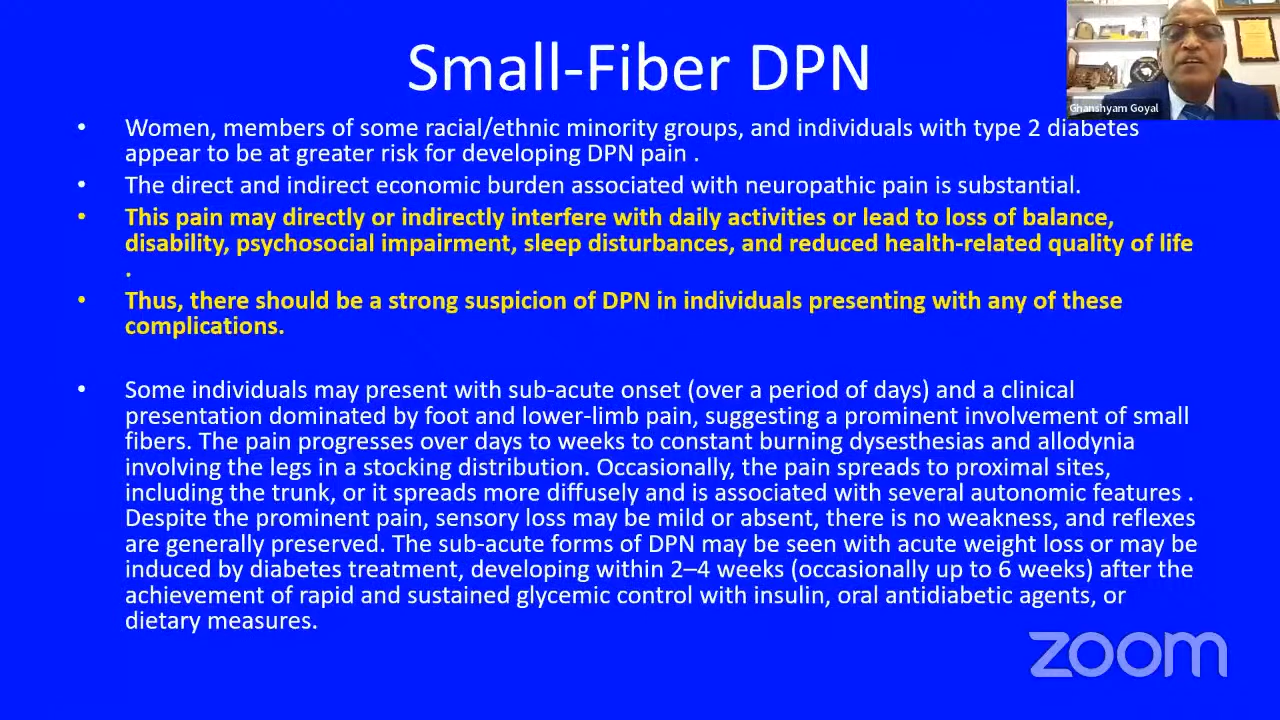 Small-Fiber DPN
Ghanshyam Goyal
• Women, members of some racial/ethnic minority groups, and individuals with type 2 diabetes
appear to be at greater risk for developing DPN pain .
• The direct and indirect economic burden associated with neuropathic pain is substantial.
• This pain may directly or indirectly interfere with daily activities or lead to loss of balance,
disability, psychosocial impairment, sleep disturbances, and reduced health-related quality of life
.
• Thus, there should be a strong suspicion of DPN in individuals presenting with any of these
complications.
• Some individuals may present with sub-acute onset (over a period of days) and a clinical
presentation dominated by foot and lower-limb pain, suggesting a prominent involvement of small
fibers. The pain progresses over days to weeks to constant burning dysesthesias and allodynia
involving the legs in a stocking distribution. Occasionally, the pain spreads to proximal sites,
including the trunk, or it spreads more diffusely and is associated with several autonomic features .
Despite the prominent pain, sensory loss may be mild or absent, there is no weakness, and reflexes
are generally preserved. The sub-acute forms of DPN may be seen with acute weight loss or may be
induced by diabetes treatment, developing within 2–4 weeks (occasionally up to 6 weeks) after the
achievement of rapid and sustained glycemic control with insulin, oral antidiabetic agents, or
dietary measures.
zoom